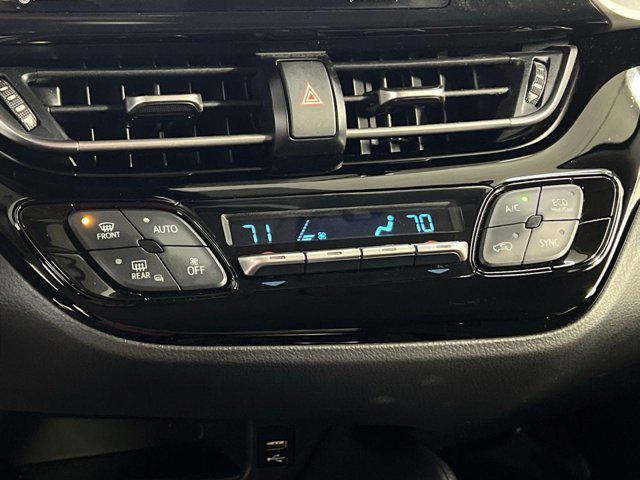 FRONT
AUTO
REAR
OFF
71
70
A/C
ECO
SYNC